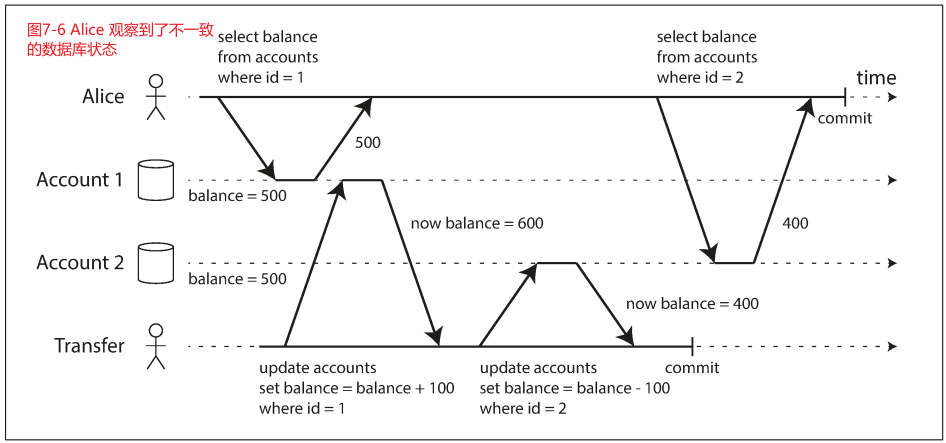 图7-6 Alice 观察到了不一致
的数据库状态
select balance
from accounts
where id = 1
select balance
from accounts
where id = 2
time
Alice
commit
500
Account 1
balance = 500
now balance = 600
400
Account 2
balance = 500
now balance = 400
Transfer
commit
update accounts
set balance = balance + 100
where id = 1
update accounts
set balance = balance - 100
where id = 2